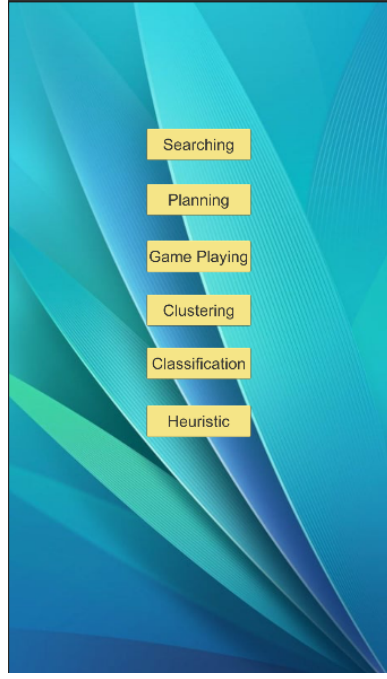 Searching
Planning
Game Playing
Clustering
Classification
Heuristic